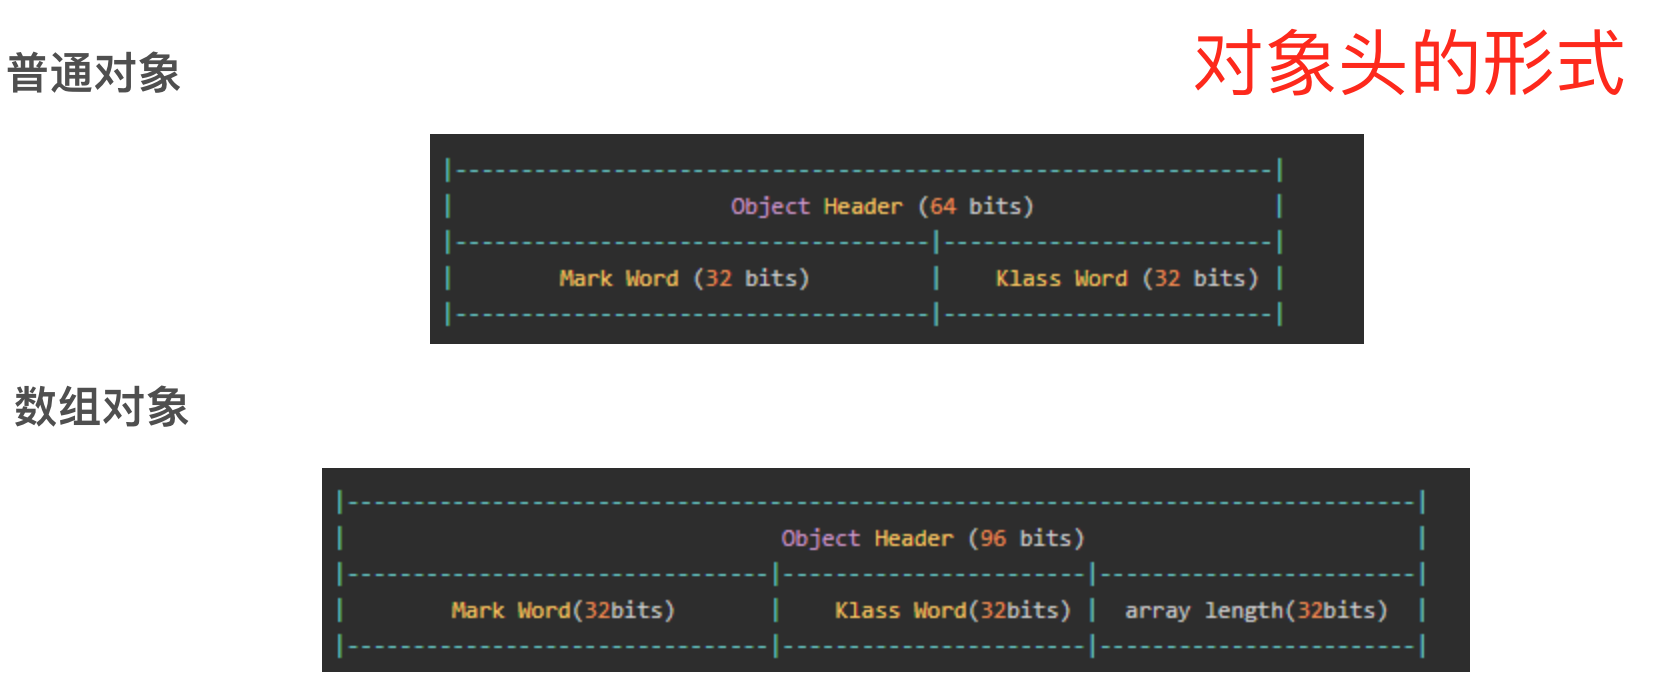 对象头的形式
普通对象
|--------------------------------------------------------------|
| Object Header (64 bits) |
|------------------------------------|-------------------------|
| Mark Word (32 bits) | Klass Word (32 bits) |
|------------------------------------|-------------------------|
数组对象
|---------------------------------------------------------------------------------|
| Object Header (96 bits) |
|--------------------------------|-----------------------|------------------------|
| Mark Word(32bits) | Klass Word(32bits) | array length(32bits) |
|--------------------------------|-----------------------|------------------------|